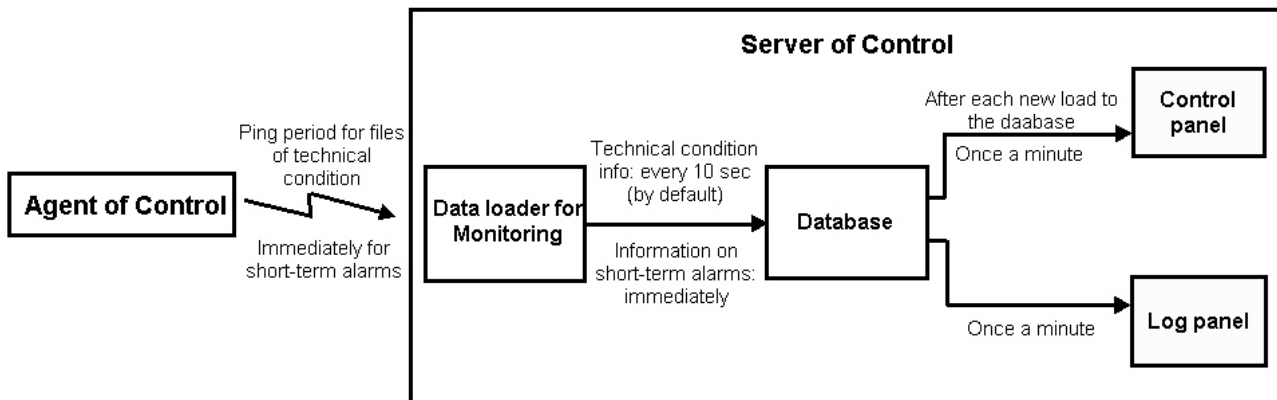 Server of Control
Agent of Control
Ping period for files
of technical
condition
Immediately for
short-term alarms
Data loader for
Monitoring
Technical condition
info: every 10 sec
(by default)
Information on
short-term alarms:
immediately
Database
After each new load to
the daabase
Once a minute
Control
panel
Once a minute
Log panel